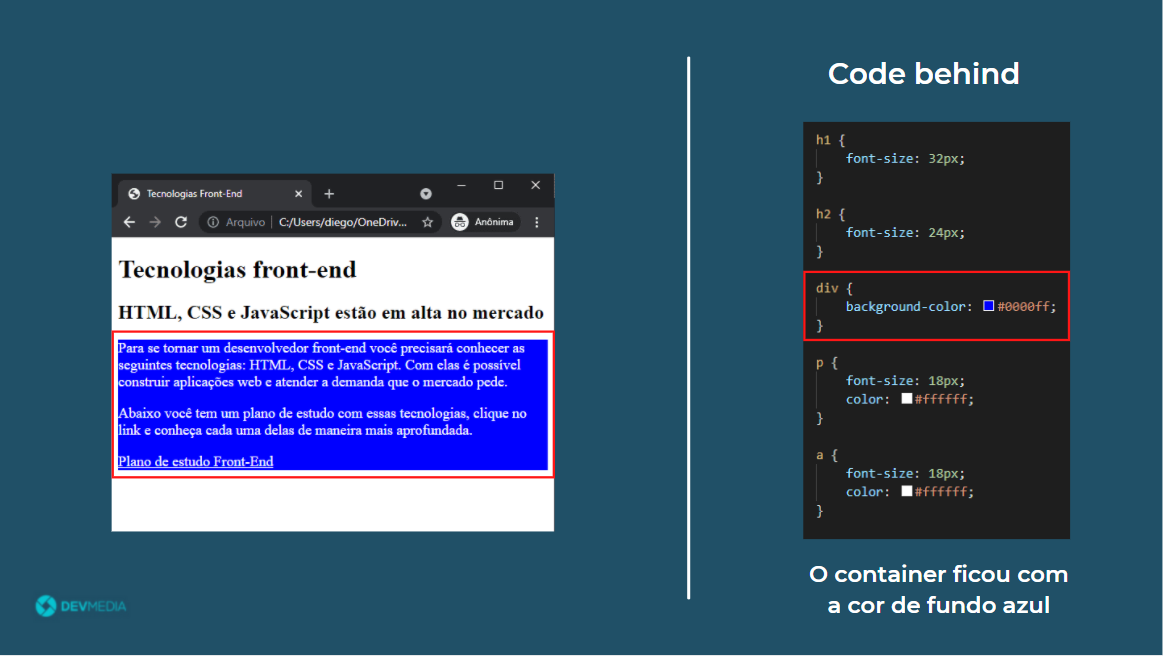 Tecnologias Front-End
Arquivo
C:/Users/diego/OneDriv...
Anônima
Tecnologias front-end
HTML, CSS e JavaScript estão em alta no mercado
Para se tornar um desenvolvedor front-end você precisará conhecer as
seguintes tecnologias: HTML, CSS e JavaScript. Com elas é possível
construir aplicações web e atender a demanda que o mercado pede.
Abaixo você tem um plano de estudo com essas tecnologias, clique no
link e conheça cada uma delas de maneira mais aprofundada.
Plano de estudo Front-End
DEVMEDIA
Code behind
h1 {
font-size: 32px;
}
h2 {
font-size: 24px;
}
div {
background-color: #0000ff;
}
p {
font-size: 18px;
color: #ffffff;
}
a {
font-size: 18px;
color: #ffffff;
}
O container ficou com
a cor de fundo azul